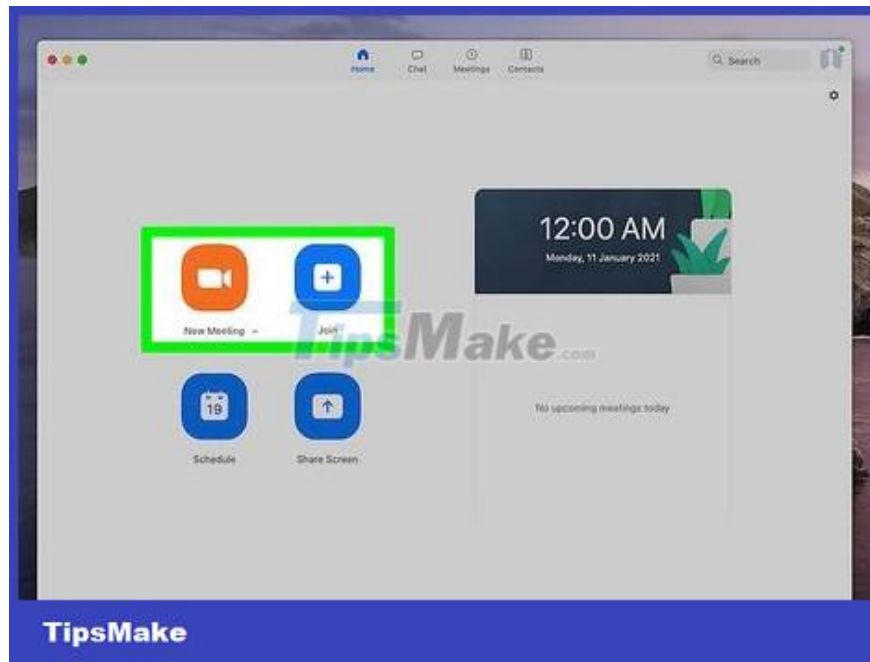 Home Chat Meetings Contacts Search
12:00 AM
Monday, 11 January 2021
New Meeting Join
TipsMake.com
19
No upcoming meetings today
Schedule Share Screen
TipsMake